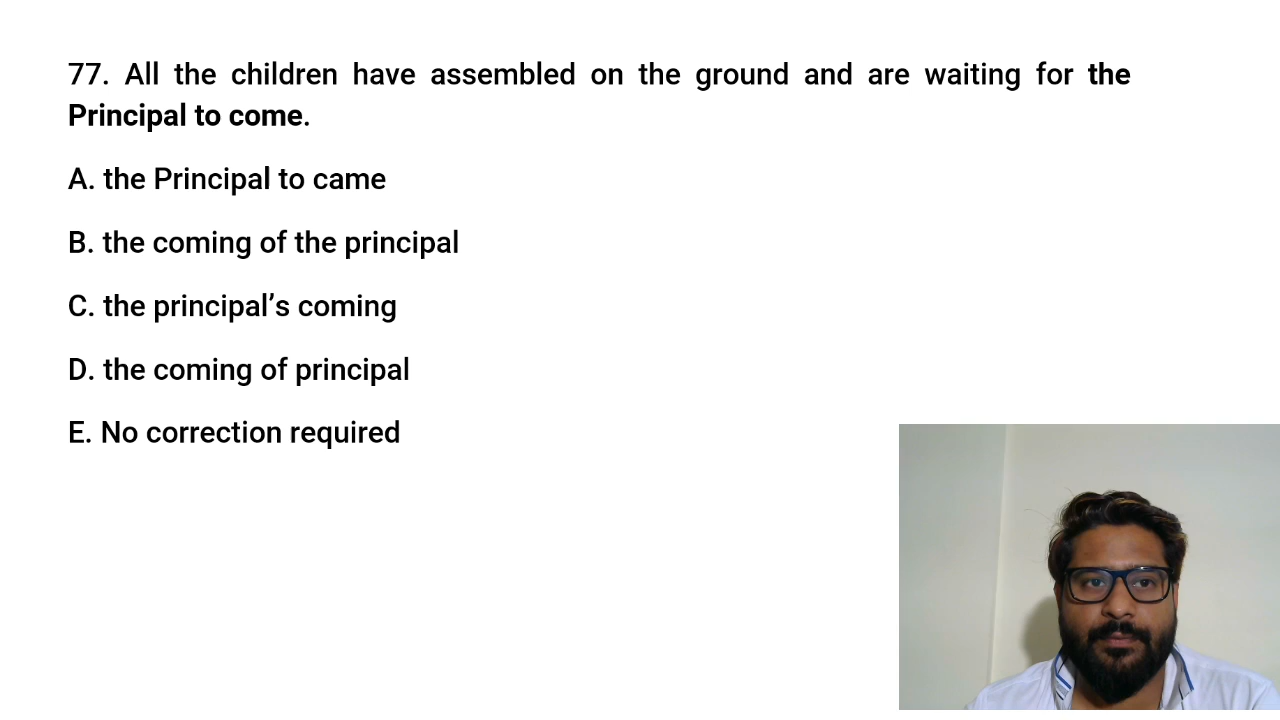 77. All the children have assembled on the ground and are waiting for the
Principal to come.
A. the Principal to came
B. the coming of the principal
C. the principal’s coming
D. the coming of principal
E. No correction required